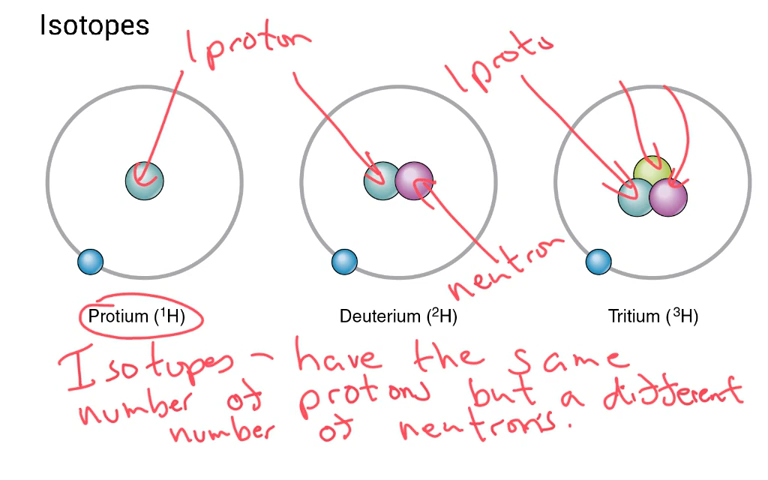 Isotopes
1 proton
1 proto
neutron
Protium (¹H)
Deuterium (²H)
Tritium (³H)
Isotopes - have the same
number of protons but a different
number of neutrons.